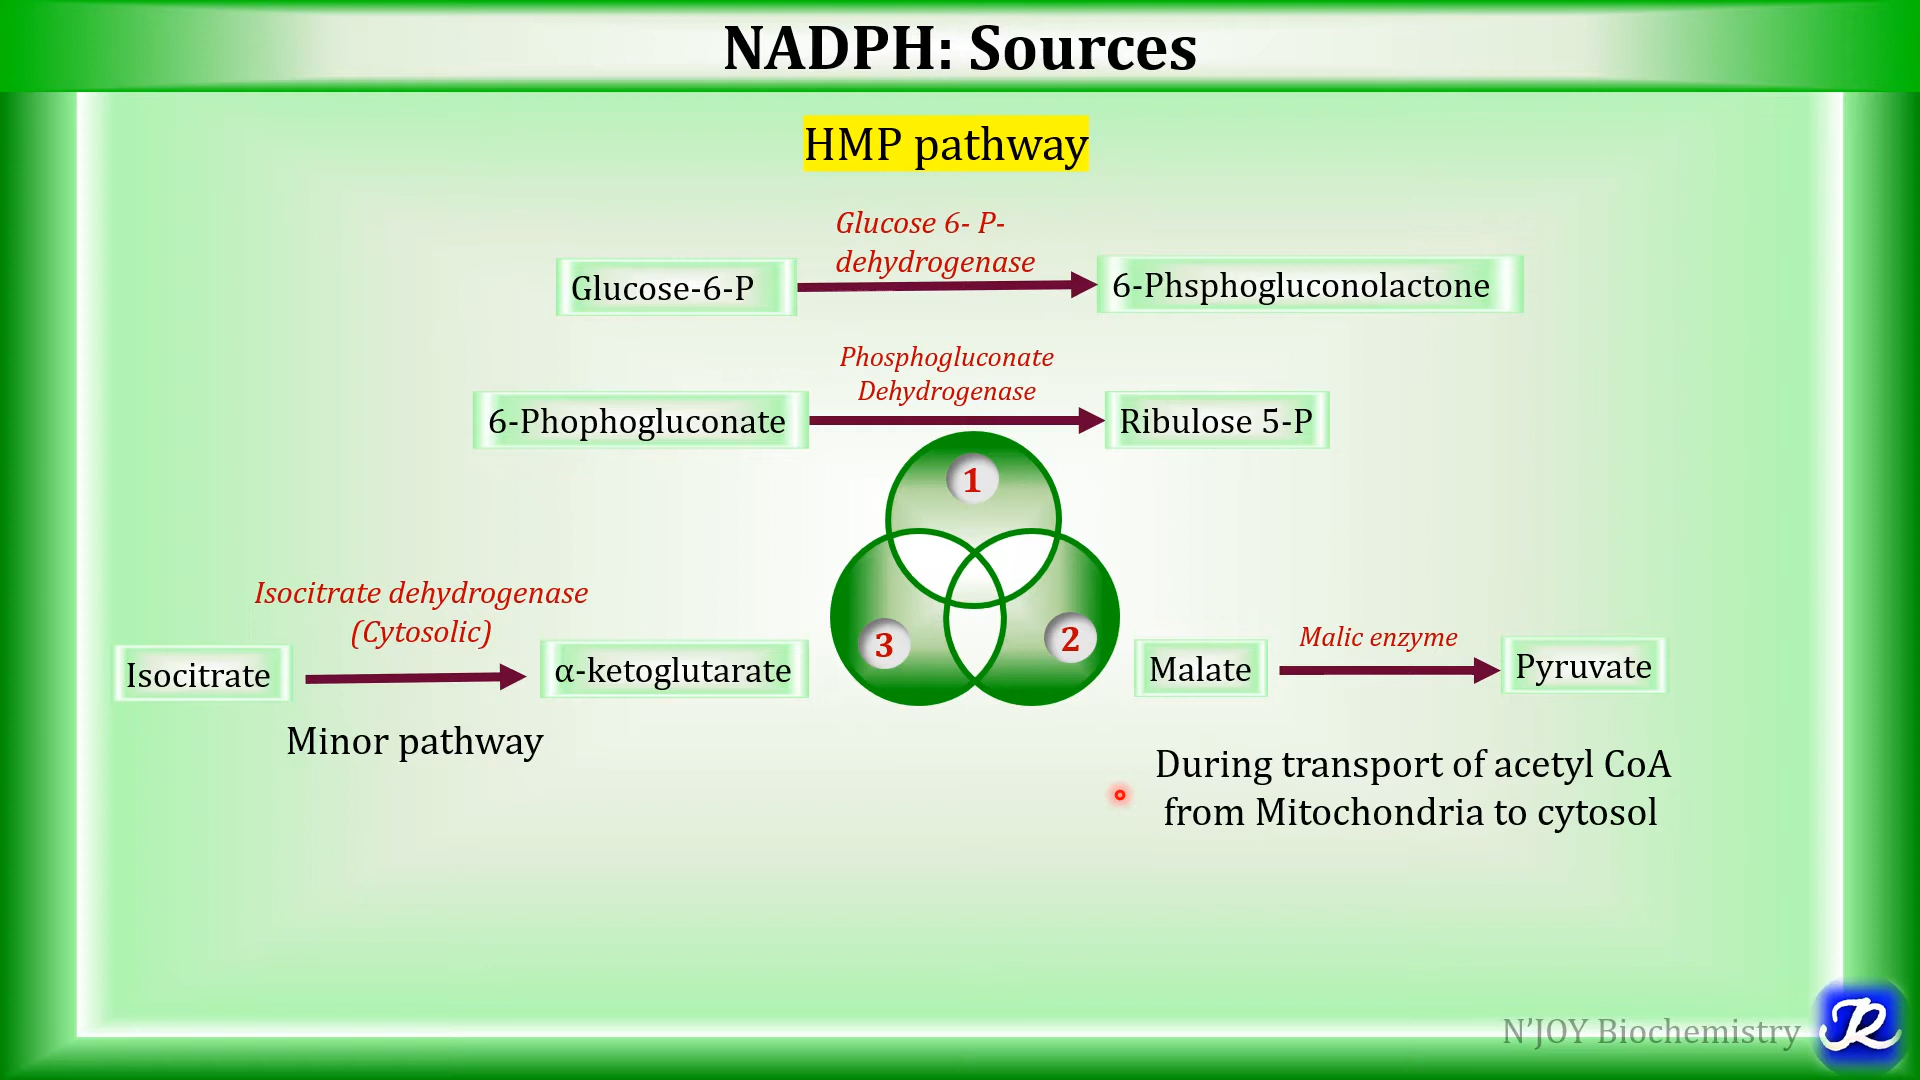 NADPH: Sources
HMP pathway
Glucose 6- P-
dehydrogenase
Glucose-6-P
6-Phsphogluconolactone
Phosphogluconate
Dehydrogenase
6-Phophogluconate
Ribulose 5-P
1
Isocitrate dehydrogenase
(Cytosolic)
Isocitrate
α-ketoglutarate
Minor pathway
3
2
Malic enzyme
Malate
Pyruvate
During transport of acetyl CoA
from Mitochondria to cytosol
N’JOY Biochemistry
JR